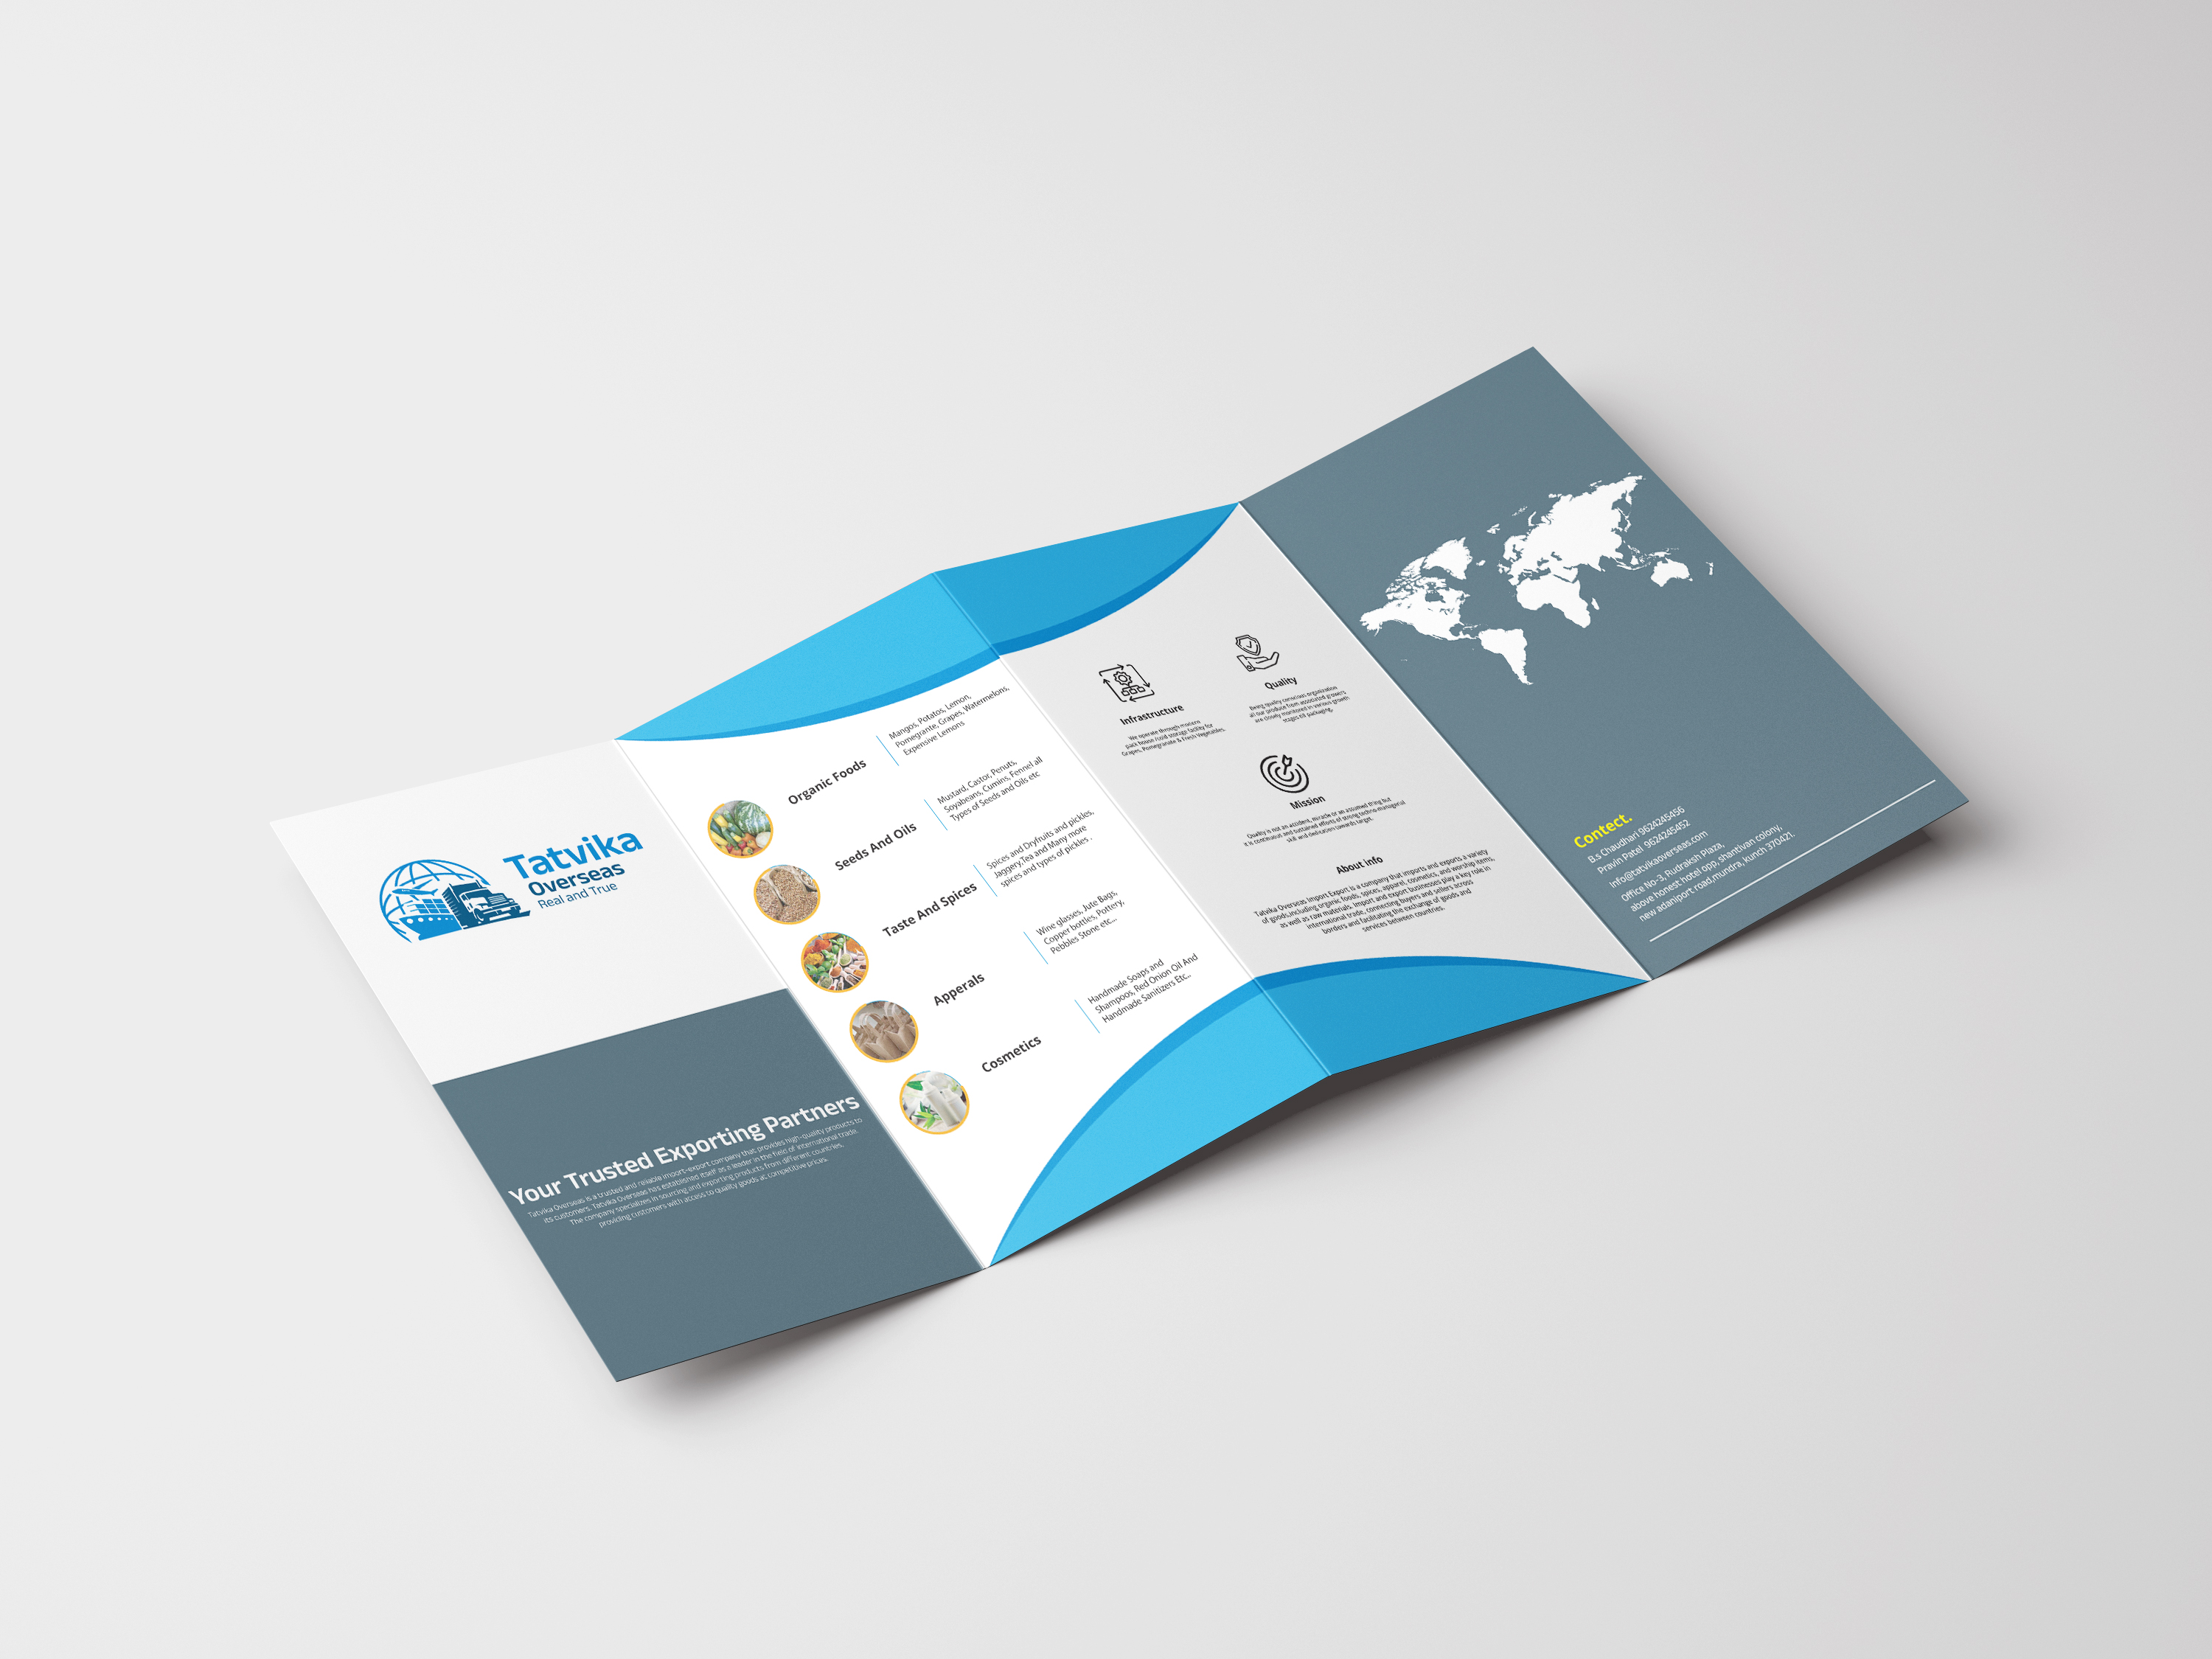 Tatvika
Overseas
Real and True
Your Trusted Exporting Partners
Tatvika Overseas is a trusted and reliable import-export company that provides high-quality products to
its customers. Tatvika Overseas has established itself as a leader in the field of international trade.
The company specializes in sourcing and exporting products from different countries,
providing customers with access to quality goods at competitive prices.
Organic Foods
Mangos, Potatos, Lemon,
Pomegrante, Grapes, Watermelons,
Expensive Lemons
Seeds And Oils
Mustard, Castor, Penuts,
Soyabeans, Cumins, Fennel all
Types of Seeds and Oils etc
Taste And Spices
Spices and Dryfruits and pickles,
Jaggery,Tea and Many more
spices and types of pickles .
Apperals
Wine glasses, Jute Bags,
Copper bottles, Pottery,
Pebbles Stone etc...
Cosmetics
Handmade Soaps and
Shampoos, Red Onion Oil And
Handmade Sanitizers Etc..
Infrastructure
We operate through modern
pack house /cold storage facility for
Grapes, Pomegranate & Fresh Vegetables.
Quality
Being quality conscious organization
all our produce from associated growers
are closely monitored in various growth
stages till packaging.
Mission
Quality is not an accident, miracle or an assumed thing but
it is continuous and sustained efforts of strong techno-managerial
skill and dedication towards target.
About info
Tatvika Overseas Import Export is a company that imports and exports a variety
of goods,including organic foods, spices, apparel, cosmetics, and worship items,
as well as raw materials. Import and export businesses play a key role in
international trade, connecting buyers and sellers across
borders and facilitating the exchange of goods and
services between countries.
Contect.
B.s Chaudhari 9624245456
Pravin Patel 9624245452
info@tatvikaoverseas.com
Office No-3, Rudraksh Plaza,
above honest hotel opp, shantivan colony,
new adaniport road,mundra, kunch 370421.